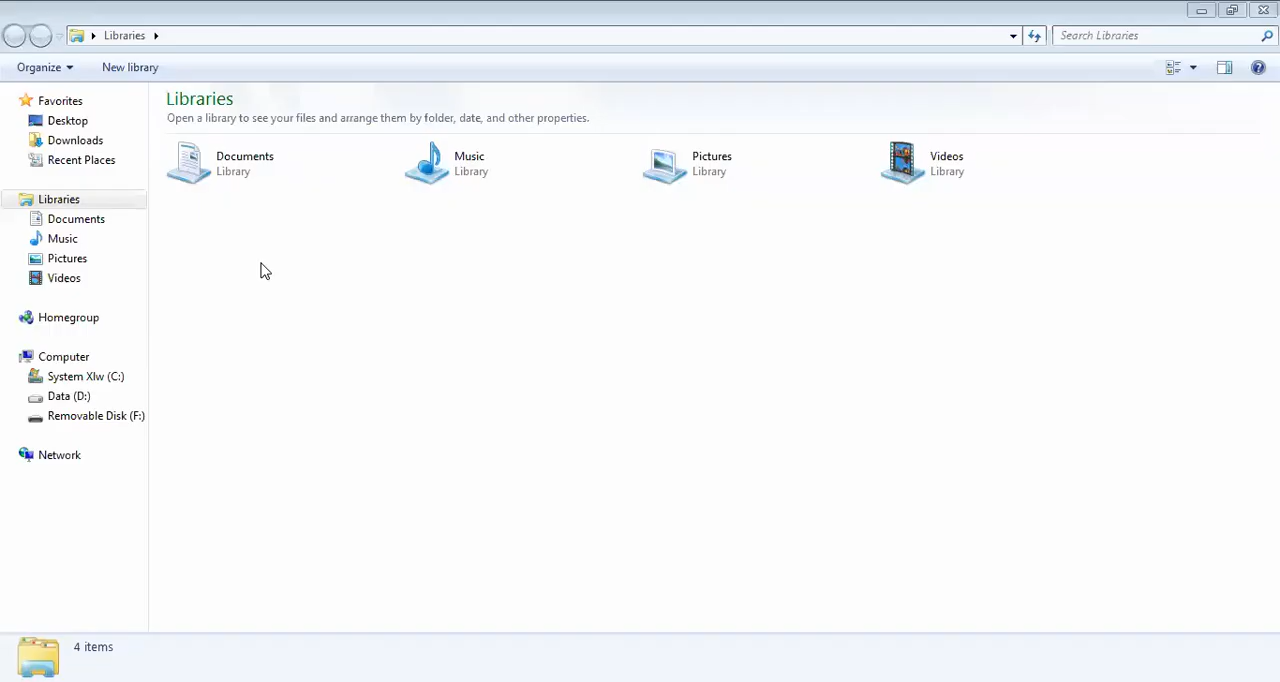 Libraries
Search Libraries
Organize
New library
Favorites
Desktop
Downloads
Recent Places
Libraries
Documents
Music
Pictures
Videos
Homegroup
Computer
System Xlw (C:)
Data (D:)
Removable Disk (F:)
Network
Libraries
Open a library to see your files and arrange them by folder, date, and other properties.
Documents
Library
Music
Library
Pictures
Library
Videos
Library
4 items